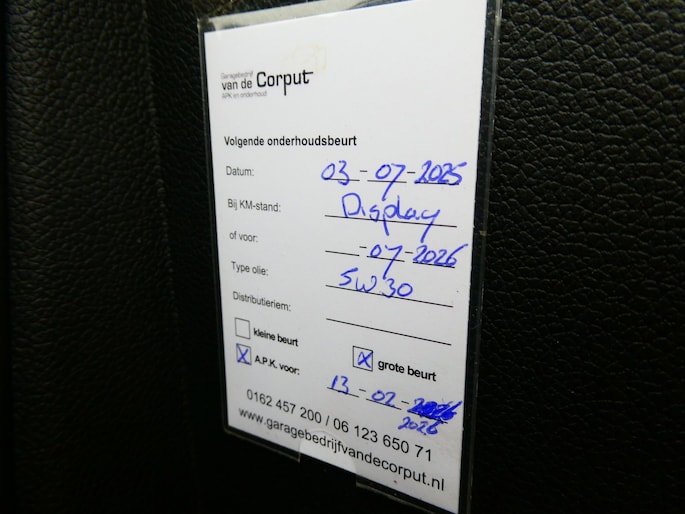 Garagebedrijf
van de Corput
APK en onderhoud
Volgende onderhoudsbeurt
Datum: 03-07-2025
Bij KM-stand: Display
of voor: -07-2026
Type olie: 5W30
Distributieriem:
kleine beurt
X grote beurt
X A.P.K. voor: 13-02-
2026
0162 457 200 / 06 123 650 71
www.garagebedrijfvandecorput.nl